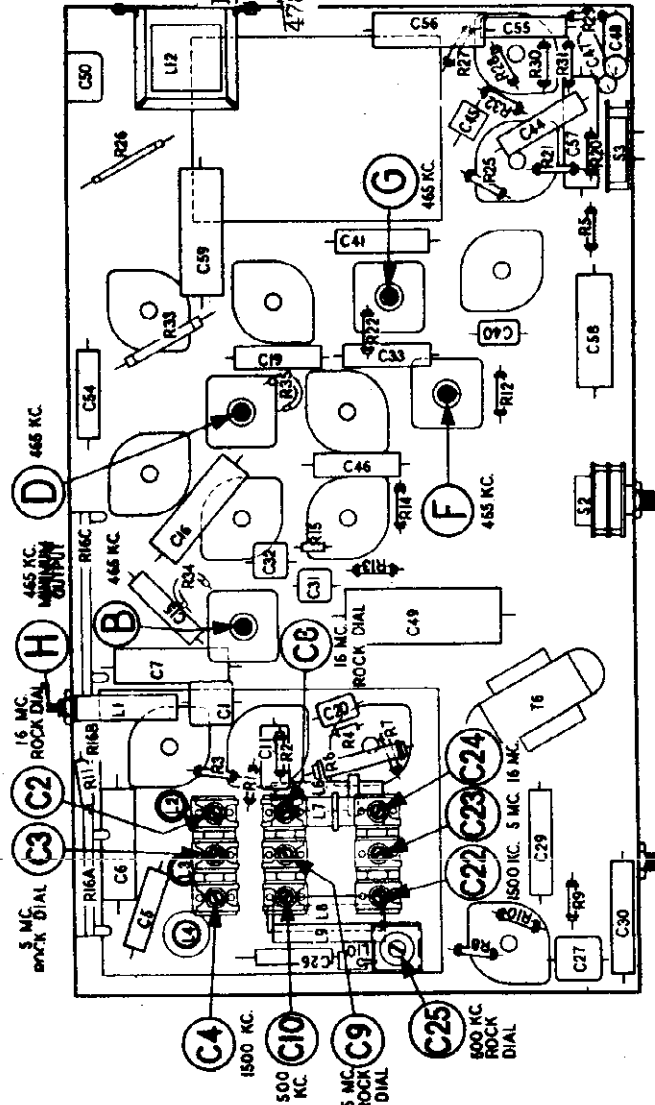 47
C50
L12
C56
C55
R29
C48
C47
R27
R28
R30
R31
R26
C45
R32
C44
C57
R25
R21
R20
S3
C59
G
465 KC.
C41
R5
R33
R22
C40
C58
C54
C19
R35
C33
R12
D
465 KC.
C46
F
465 KC.
R16C
C16
R15
R14
S2
465 KC.
MINIMUM
OUTPUT
465 KC.
C32
C31
R13
R34
H
B
C8
16 MC.
ROCK DIAL
C49
C7
16 MC.
ROCK DIAL
L1
C1
R16B
C20
T6
R11
R3
C11
R2
R4
R6
R7
C2
L2
R1
L6
L7
C24
16 MC.
C3
C23
5 MC.
5 MC.
ROCK DIAL
R16A
C6
L3
C22
1500 KC.
C29
C5
L4
L8
L9
R9
R10
C26
L10
R8
C30
C27
C4
1500 KC.
C10
KC.
C9
ROCK
DIAL
C25
600 KC.
ROCK
DIAL